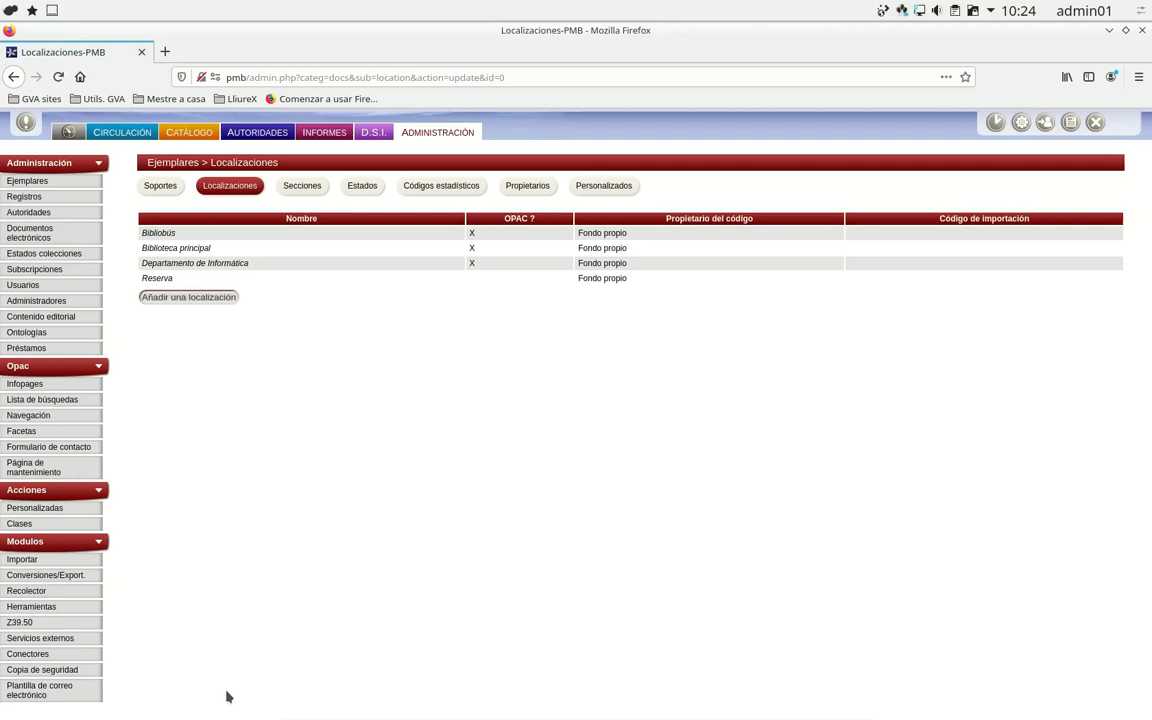 10:24 admin01
Localizaciones-PMB - Mozilla Firefox
Localizaciones-PMB
pmb/admin.php?categ=docs&sub=location&action=update&id=0
GVA sites Utils. GVA Mestre a casa LliureX Comenzar a usar Fire...
CIRCULACIÓN CATÁLOGO AUTORIDADES INFORMES D.S.I. ADMINISTRACIÓN
Administración
Ejemplares
Registros
Autoridades
Documentos
electrónicos
Estados colecciones
Subscripciones
Usuarios
Administradores
Contenido editorial
Ontologías
Préstamos
Opac
Infopages
Lista de búsquedas
Navegación
Facetas
Formulario de contacto
Página de
mantenimiento
Acciones
Personalizadas
Clases
Modulos
Importar
Conversiones/Export.
Recolector
Herramientas
Z39.50
Servicios externos
Conectores
Copia de seguridad
Plantilla de correo
electrónico
Ejemplares > Localizaciones
Soportes Localizaciones Secciones Estados Códigos estadísticos Propietarios Personalizados
Nombre OPAC ? Propietario del código Código de importación
Bibliobús X Fondo propio
Biblioteca principal X Fondo propio
Departamento de Informática X Fondo propio
Reserva Fondo propio
Añadir una localización